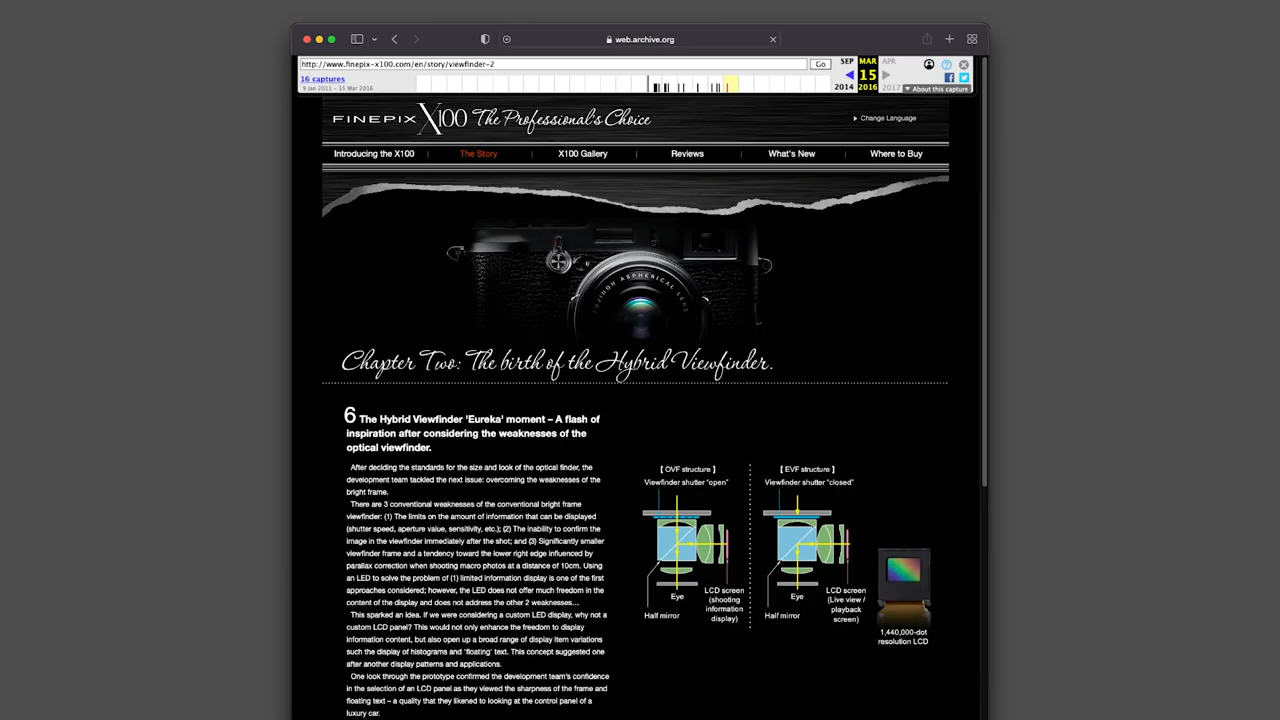 web.archive.org
http://www.finepix-x100.com/en/story/viewfinder-2
Go
SEP MAR APR
16 captures
15
9 Jan 2011 – 15 Mar 2016
2014 2016 2017
About this capture
FINEPIX X100 The Professional's Choice
Change Language
Introducing the X100 | The Story | X100 Gallery | Reviews | What's New | Where to Buy
FUJINON ASPHERICAL LENS
Chapter Two: The birth of the Hybrid Viewfinder.
6 The Hybrid Viewfinder 'Eureka' moment – A flash of
inspiration after considering the weaknesses of the
optical viewfinder.
After deciding the standards for the size and look of the optical finder, the
development team tackled the next issue: overcoming the weaknesses of the
bright frame.
There are 3 conventional weaknesses of the conventional bright frame
viewfinder: (1) The limits on the amount of information that can be displayed
(shutter speed, aperture value, sensitivity, etc.); (2) The inability to confirm the
image in the viewfinder immediately after the shot; and (3) Significantly smaller
viewfinder frame and a tendency toward the lower right edge influenced by
parallax correction when shooting macro photos at a distance of 10cm. Using
an LED to solve the problem of (1) limited information display is one of the first
approaches considered; however, the LED does not offer much freedom in the
content of the display and does not address the other 2 weaknesses...
This sparked an idea. If we were considering a custom LED display, why not a
custom LCD panel? This would not only enhance the freedom to display
information content, but also open up a broad range of display item variations
such the display of histograms and 'floating' text. This concept suggested one
after another display patterns and applications.
One look through the prototype confirmed the development team's confidence
in the selection of an LCD panel as they viewed the sharpness of the frame and
floating text – a quality that they likened to looking at the control panel of a
luxury car.
[ OVF structure ]
Viewfinder shutter "open"
Eye
Half mirror
LCD screen
(shooting
information
display)
[ EVF structure ]
Viewfinder shutter "closed"
Eye
Half mirror
LCD screen
(Live view /
playback
screen)
1,440,000-dot
resolution LCD